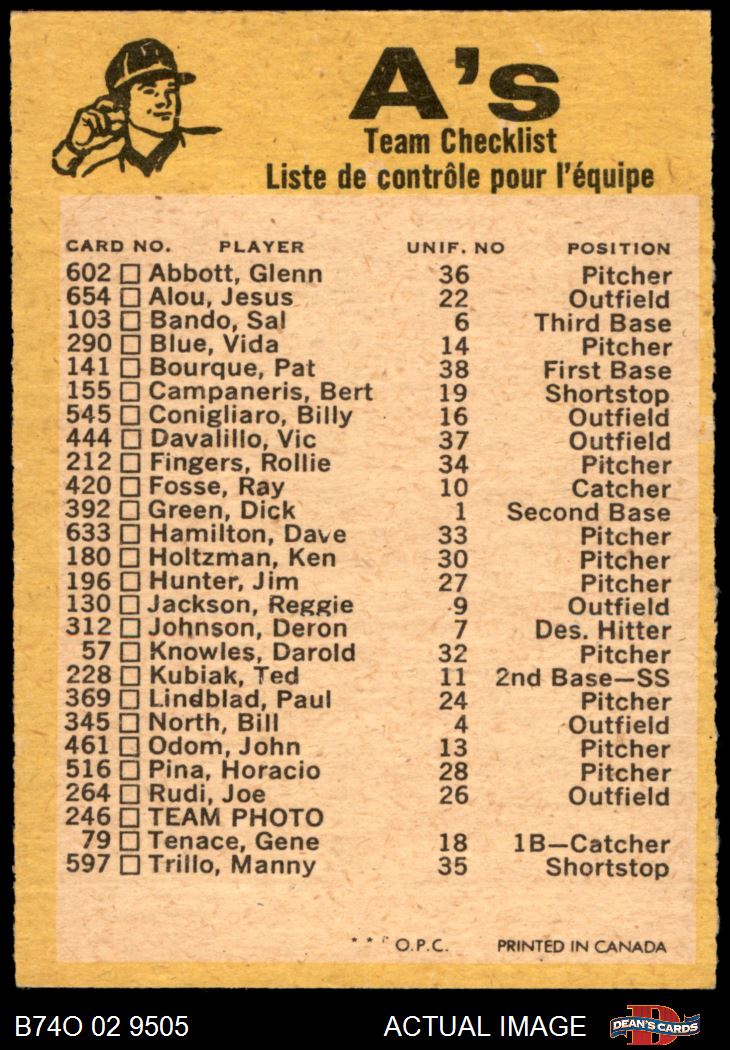 A's
Team Checklist
Liste de contrôle pour l'équipe
CARD NO. PLAYER UNIF. NO POSITION
602 Abbott, Glenn 36 Pitcher
654 Alou, Jesus 22 Outfield
103 Bando, Sal 6 Third Base
290 Blue, Vida 14 Pitcher
141 Bourque, Pat 38 First Base
155 Campaneris, Bert 19 Shortstop
545 Conigliaro, Billy 16 Outfield
444 Davalillo, Vic 37 Outfield
212 Fingers, Rollie 34 Pitcher
420 Fosse, Ray 10 Catcher
392 Green, Dick 1 Second Base
633 Hamilton, Dave 33 Pitcher
180 Holtzman, Ken 30 Pitcher
196 Hunter, Jim 27 Pitcher
130 Jackson, Reggie 9 Outfield
312 Johnson, Deron 7 Des. Hitter
57 Knowles, Darold 32 Pitcher
228 Kubiak, Ted 11 2nd Base—SS
369 Lindblad, Paul 24 Pitcher
345 North, Bill 4 Outfield
461 Odom, John 13 Pitcher
516 Pina, Horacio 28 Pitcher
264 Rudi, Joe 26 Outfield
246 TEAM PHOTO
79 Tenace, Gene 18 1B—Catcher
597 Trillo, Manny 35 Shortstop
* * * O.P.C. PRINTED IN CANADA
B74O 02 9505 ACTUAL IMAGE DEAN'S CARDS